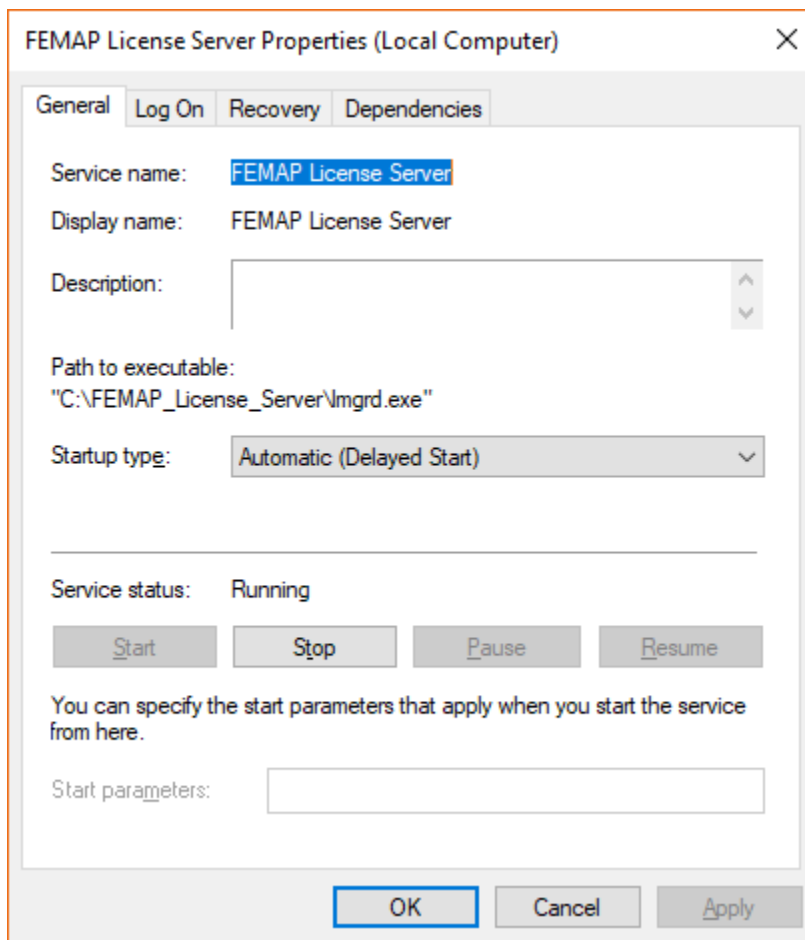 FEMAP License Server Properties (Local Computer)
General Log On Recovery Dependencies
Service name: FEMAP License Server
Display name: FEMAP License Server
Description:
Path to executable:
"C:\FEMAP_License_Server\lmgrd.exe"
Startup type: Automatic (Delayed Start)
Service status: Running
Start Stop Pause Resume
You can specify the start parameters that apply when you start the service
from here.
Start parameters:
OK Cancel Apply